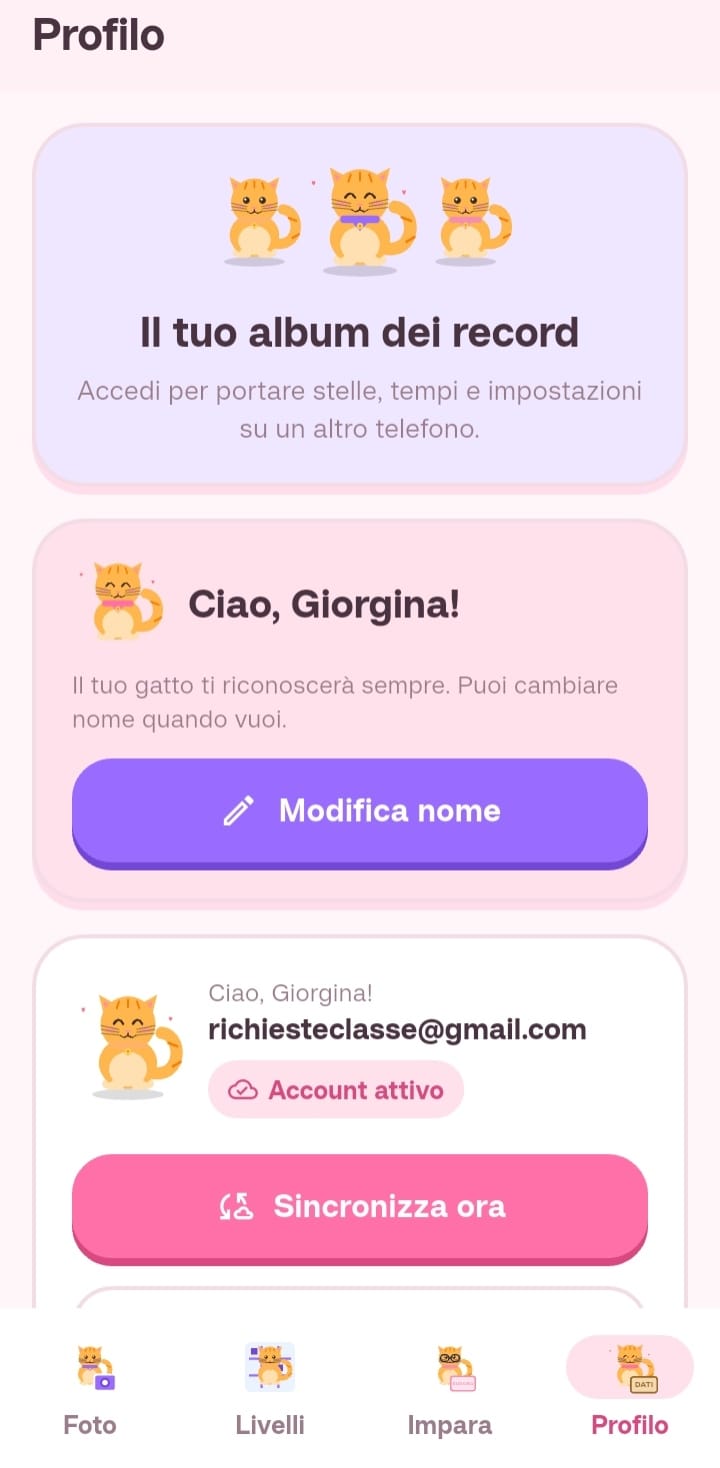 Profilo
Il tuo album dei record
Accedi per portare stelle, tempi e impostazioni
su un altro telefono.
Ciao, Giorgina!
Il tuo gatto ti riconoscerà sempre. Puoi cambiare
nome quando vuoi.
Modifica nome
Ciao, Giorgina!
richiesteclasse@gmail.com
Account attivo
Sincronizza ora
DATI
Foto
Livelli
Impara
Profilo